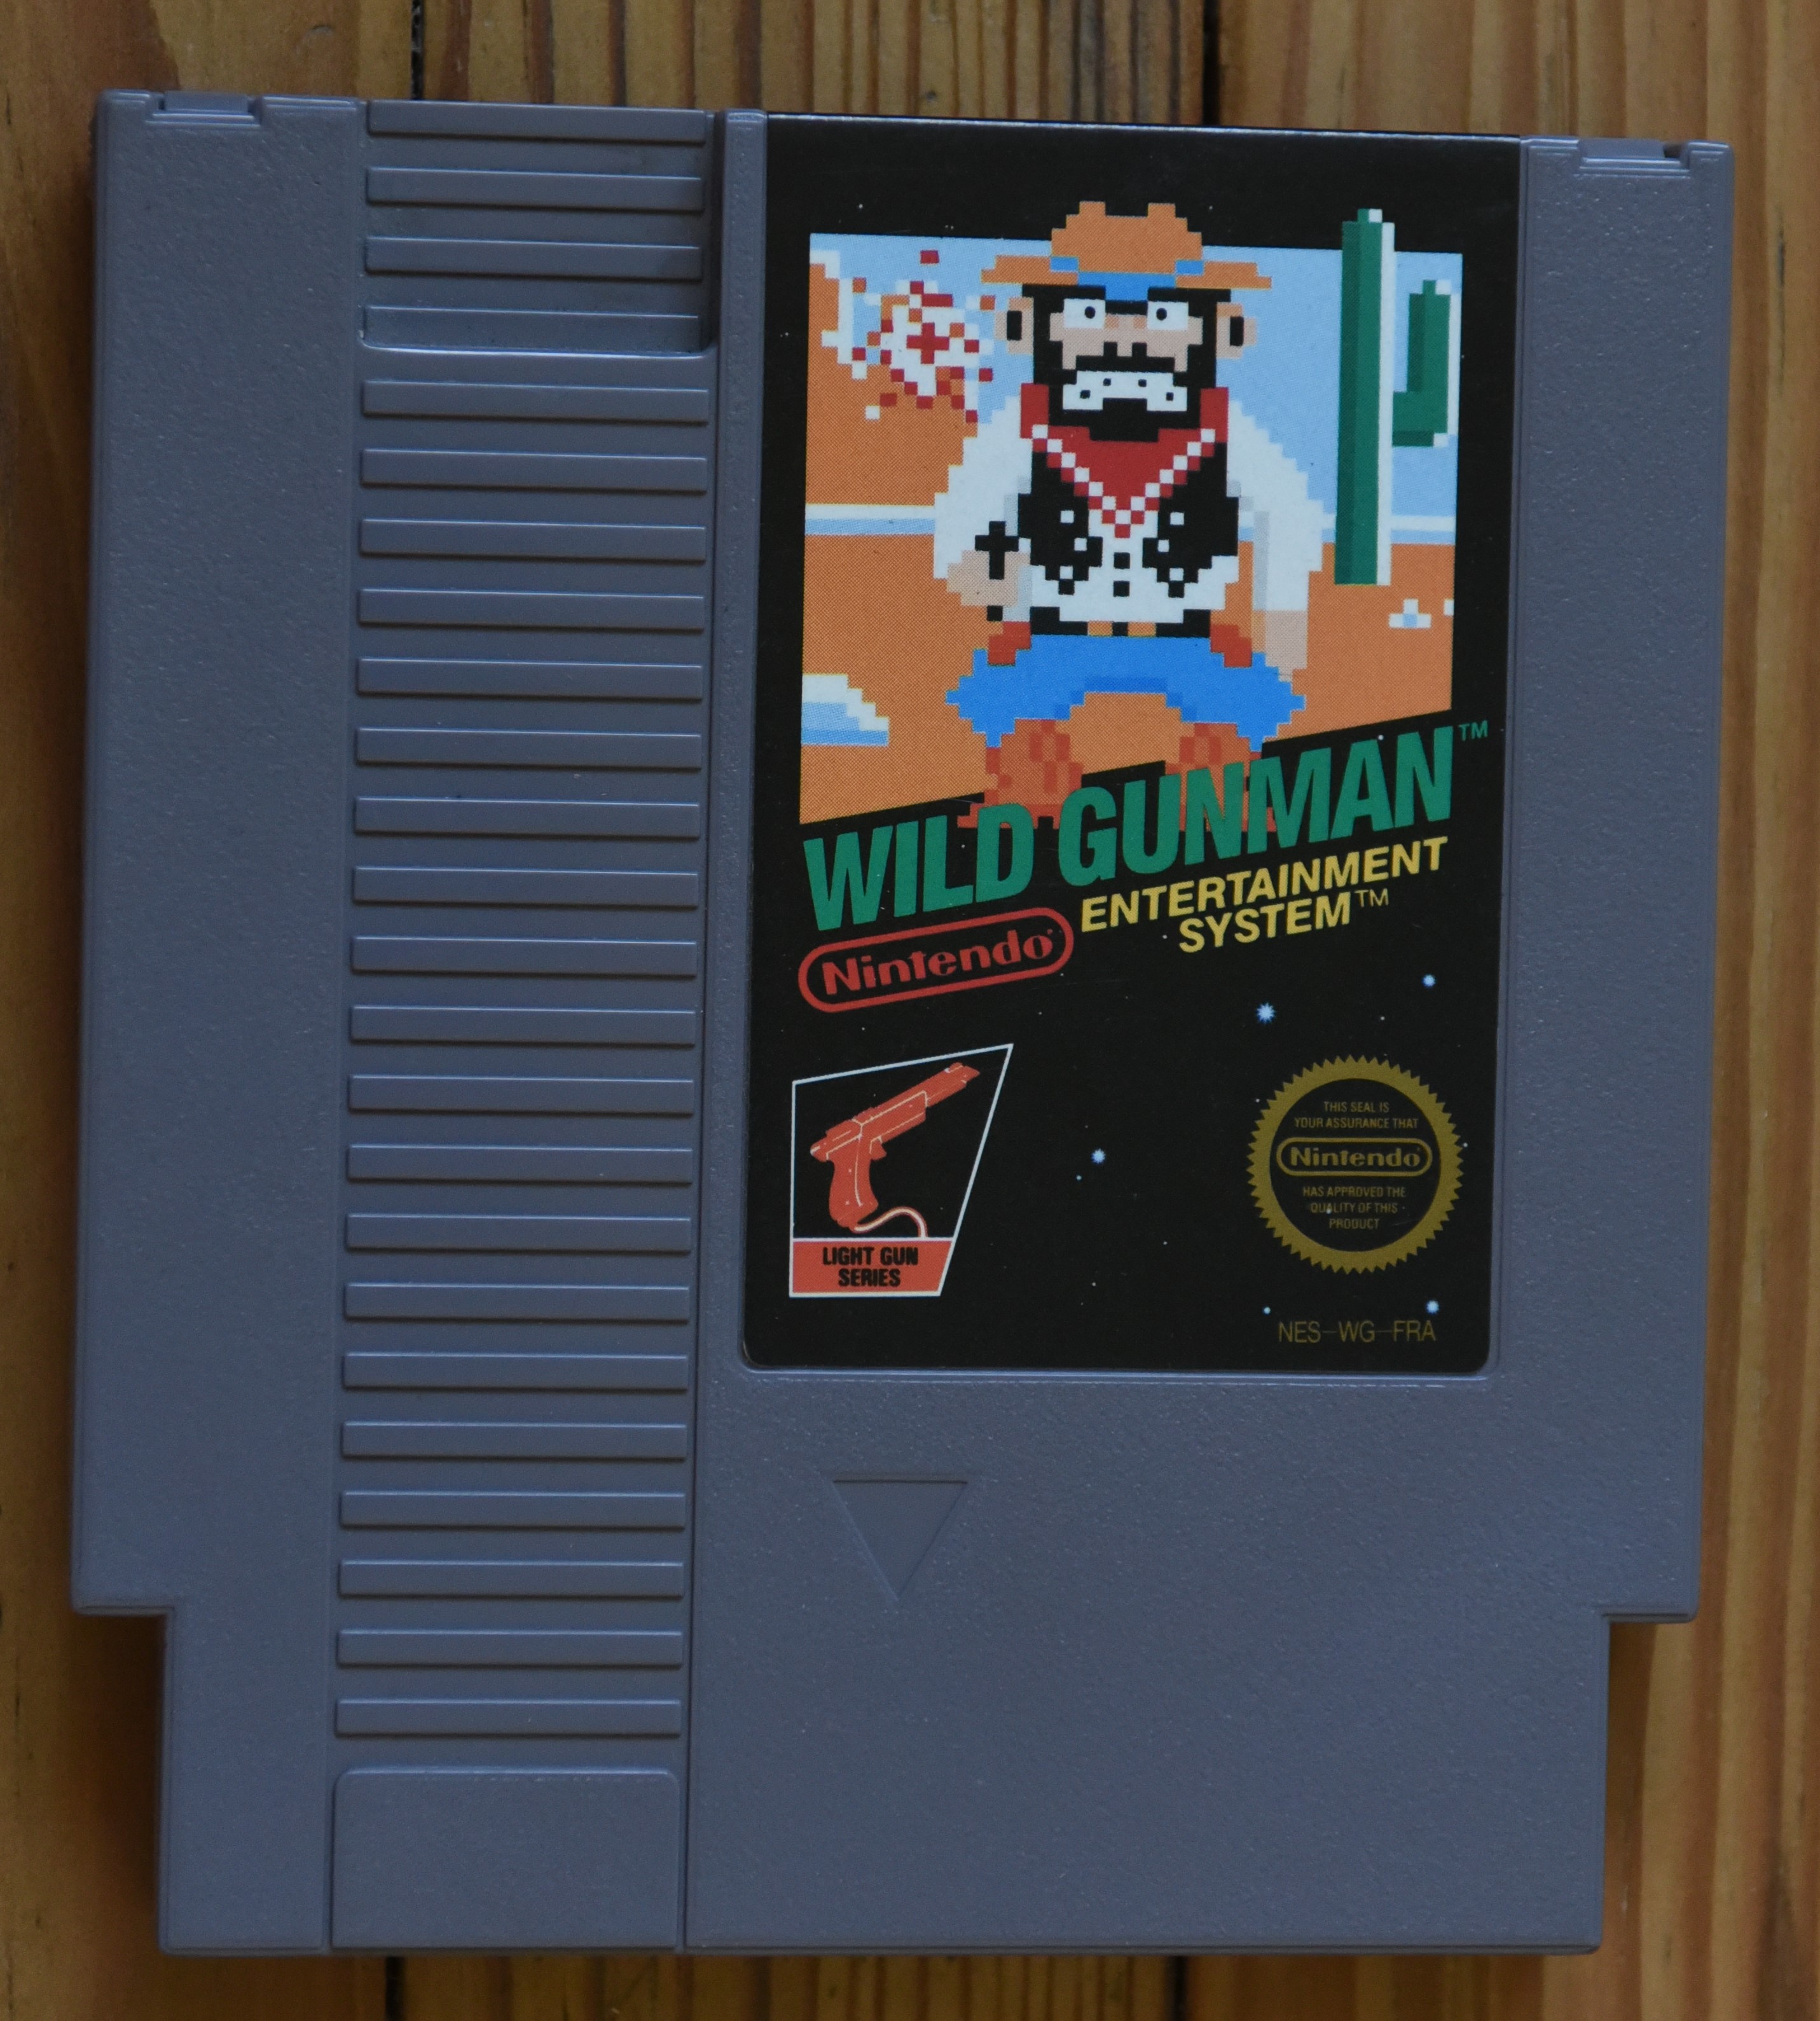 WILD GUNMAN™
Nintendo®
ENTERTAINMENT
SYSTEM™
LIGHT GUN
SERIES
THIS SEAL IS
YOUR ASSURANCE THAT
Nintendo
HAS APPROVED THE
QUALITY OF THIS
PRODUCT
NES-WG-FRA